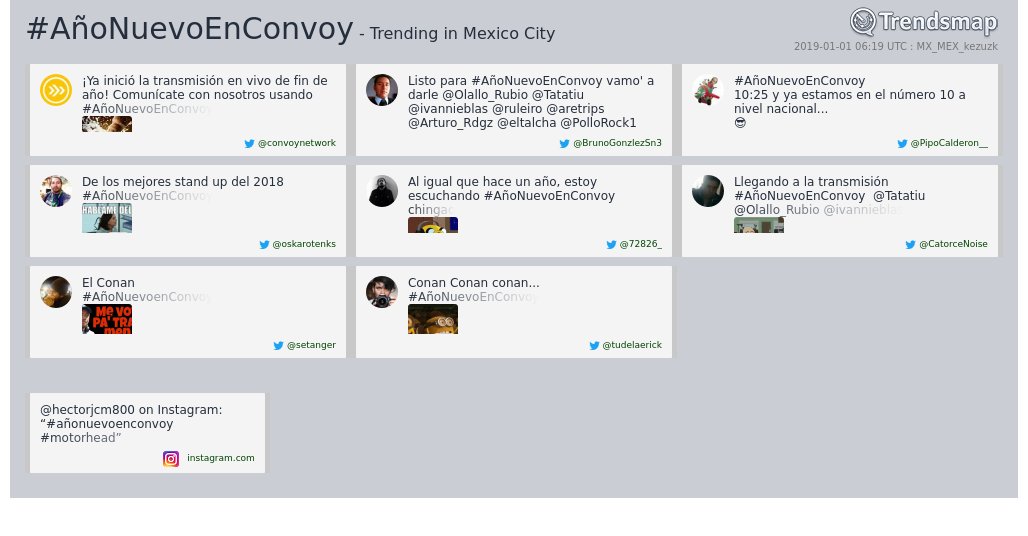 #AñoNuevoEnConvoy - Trending in Mexico City
Trendsmap
2019-01-01 06:19 UTC : MX_MEX_kezuzk
¡Ya inició la transmisión en vivo de fin de
año! Comunícate con nosotros usando
#AñoNuevoEnConvoy
@convoynetwork
Listo para #AñoNuevoEnConvoy vamo' a
darle @Olallo_Rubio @Tatatiu
@ivannieblas @ruleiro @aretrips
@Arturo_Rdgz @eltalcha @PolloRock1
@BrunoGonzlezSn3
#AñoNuevoEnConvoy
10:25 y ya estamos en el número 10 a
nivel nacional...
😎
@PipoCalderon__
De los mejores stand up del 2018
#AñoNuevoEnConvoy
HABLAME DEL
@oskarotenks
Al igual que hace un año, estoy
escuchando #AñoNuevoEnConvoy
chingar
@72826_
Llegando a la transmisión
#AñoNuevoEnConvoy @Tatatiu
@Olallo_Rubio @ivannieblas
@CatorceNoise
El Conan
#AñoNuevoenConvoy
Me vo
PA' TRA
@setanger
Conan Conan conan...
#AñoNuevoEnConvoy
@tudelaerick
@hectorjcm800 on Instagram:
“#añonuevoenconvoy
#motorhead”
instagram.com